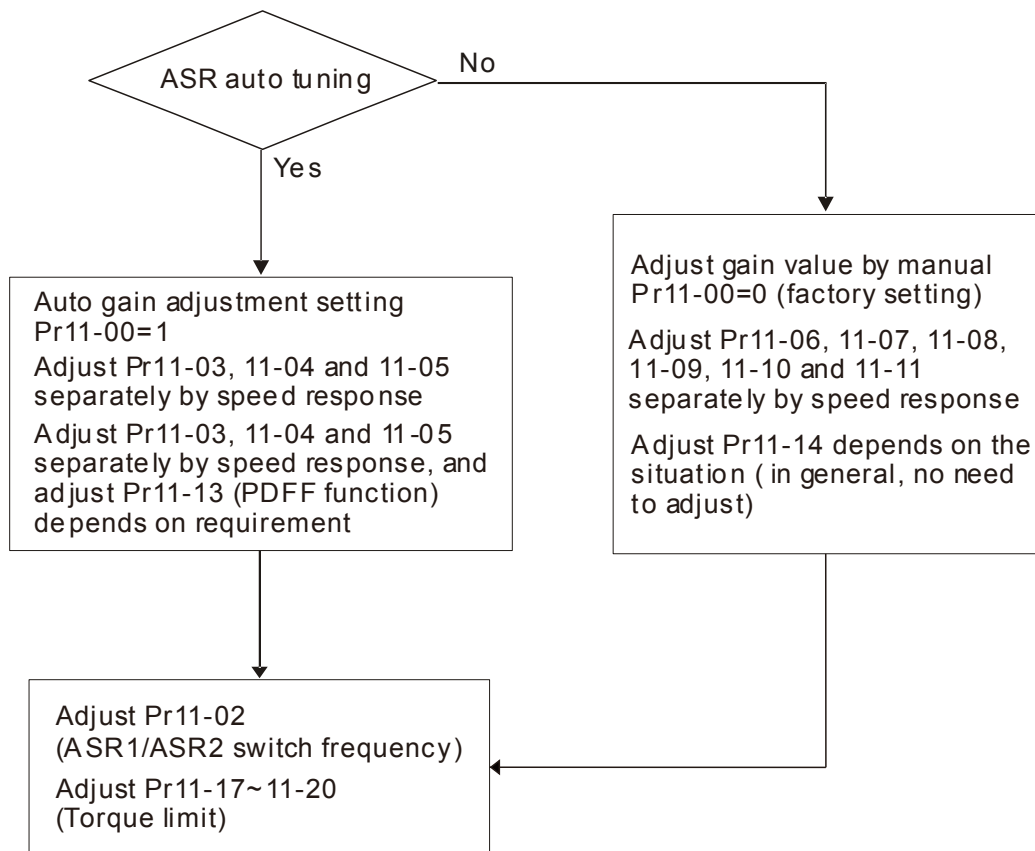 ASR auto tuning
No
Yes
Auto gain adjustment setting
Pr11-00=1
Adjust Pr11-03, 11-04 and 11-05
separately by speed response
Adjust Pr11-03, 11-04 and 11-05
separately by speed response, and
adjust Pr11-13 (PDFF function)
depends on requirement
Adjust gain value by manual
Pr11-00=0 (factory setting)
Adjust Pr11-06, 11-07, 11-08,
11-09, 11-10 and 11-11
separately by speed response
Adjust Pr11-14 depends on the
situation ( in general, no need
to adjust)
Adjust Pr11-02
(ASR1/ASR2 switch frequency)
Adjust Pr11-17~11-20
(Torque limit)